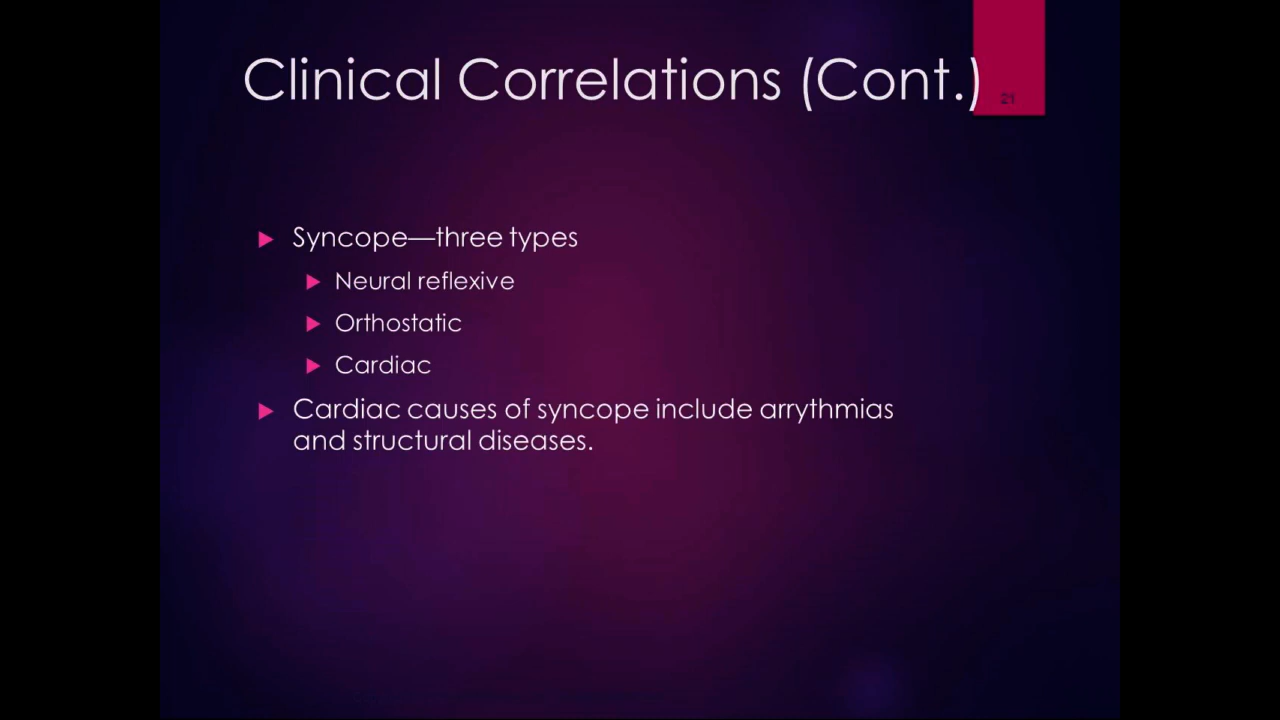 Clinical Correlations (Cont.)
21
Syncope—three types
Neural reflexive
Orthostatic
Cardiac
Cardiac causes of syncope include arrythmias
and structural diseases.